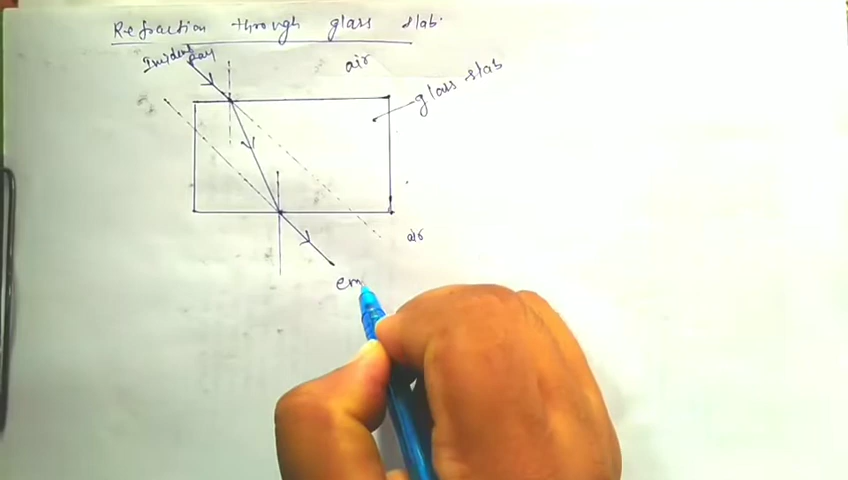 Refraction through glass slab.
Incident
ray
air
glass slab
air
em